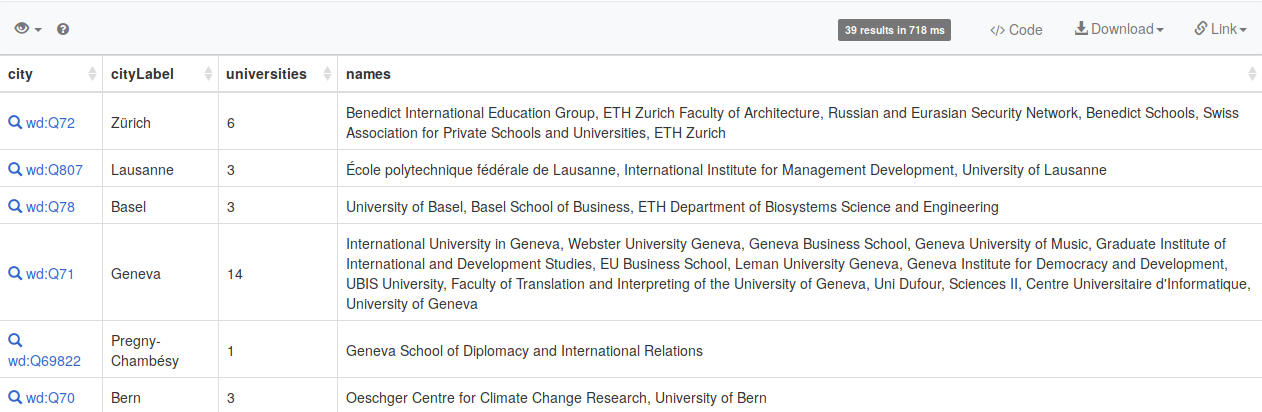 39 results in 718 ms </> Code Download Link
city cityLabel universities names
wd:Q72 Zürich 6 Benedict International Education Group, ETH Zurich Faculty of Architecture, Russian and Eurasian Security Network, Benedict Schools, Swiss
Association for Private Schools and Universities, ETH Zurich
wd:Q807 Lausanne 3 École polytechnique fédérale de Lausanne, International Institute for Management Development, University of Lausanne
wd:Q78 Basel 3 University of Basel, Basel School of Business, ETH Department of Biosystems Science and Engineering
wd:Q71 Geneva 14 International University in Geneva, Webster University Geneva, Geneva Business School, Geneva University of Music, Graduate Institute of
International and Development Studies, EU Business School, Leman University Geneva, Geneva Institute for Democracy and Development,
UBIS University, Faculty of Translation and Interpreting of the University of Geneva, Uni Dufour, Sciences II, Centre Universitaire d'Informatique,
University of Geneva
wd:Q69822 Pregny-
Chambésy 1 Geneva School of Diplomacy and International Relations
wd:Q70 Bern 3 Oeschger Centre for Climate Change Research, University of Bern